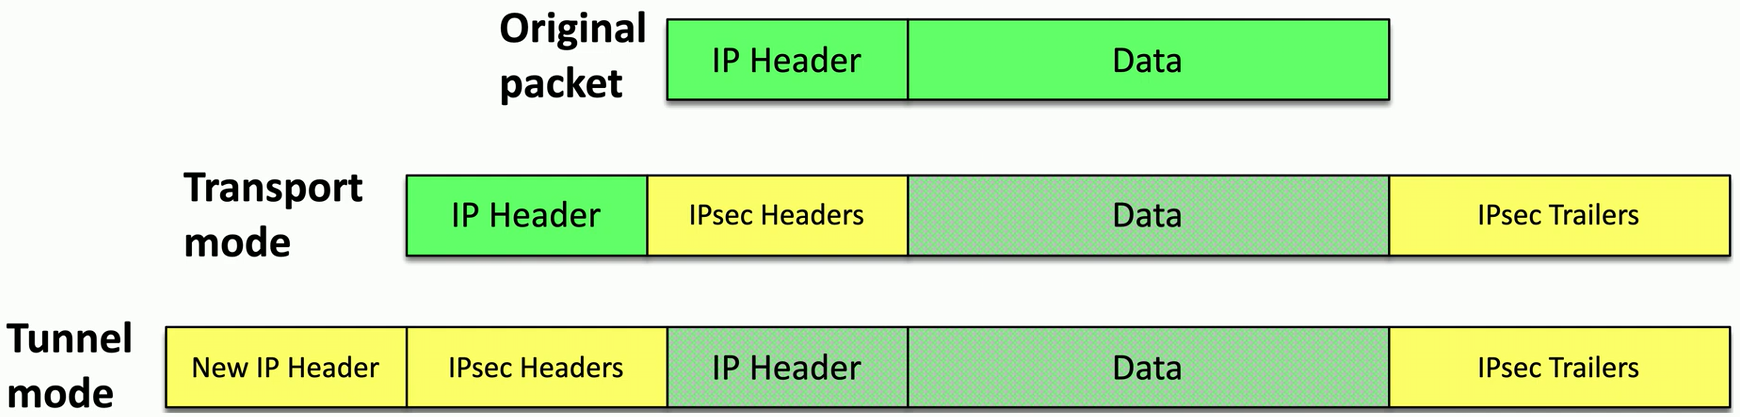 Original
packet
IP Header Data
Transport
mode
IP Header IPsec Headers Data IPsec Trailers
Tunnel
mode
New IP Header IPsec Headers IP Header Data IPsec Trailers